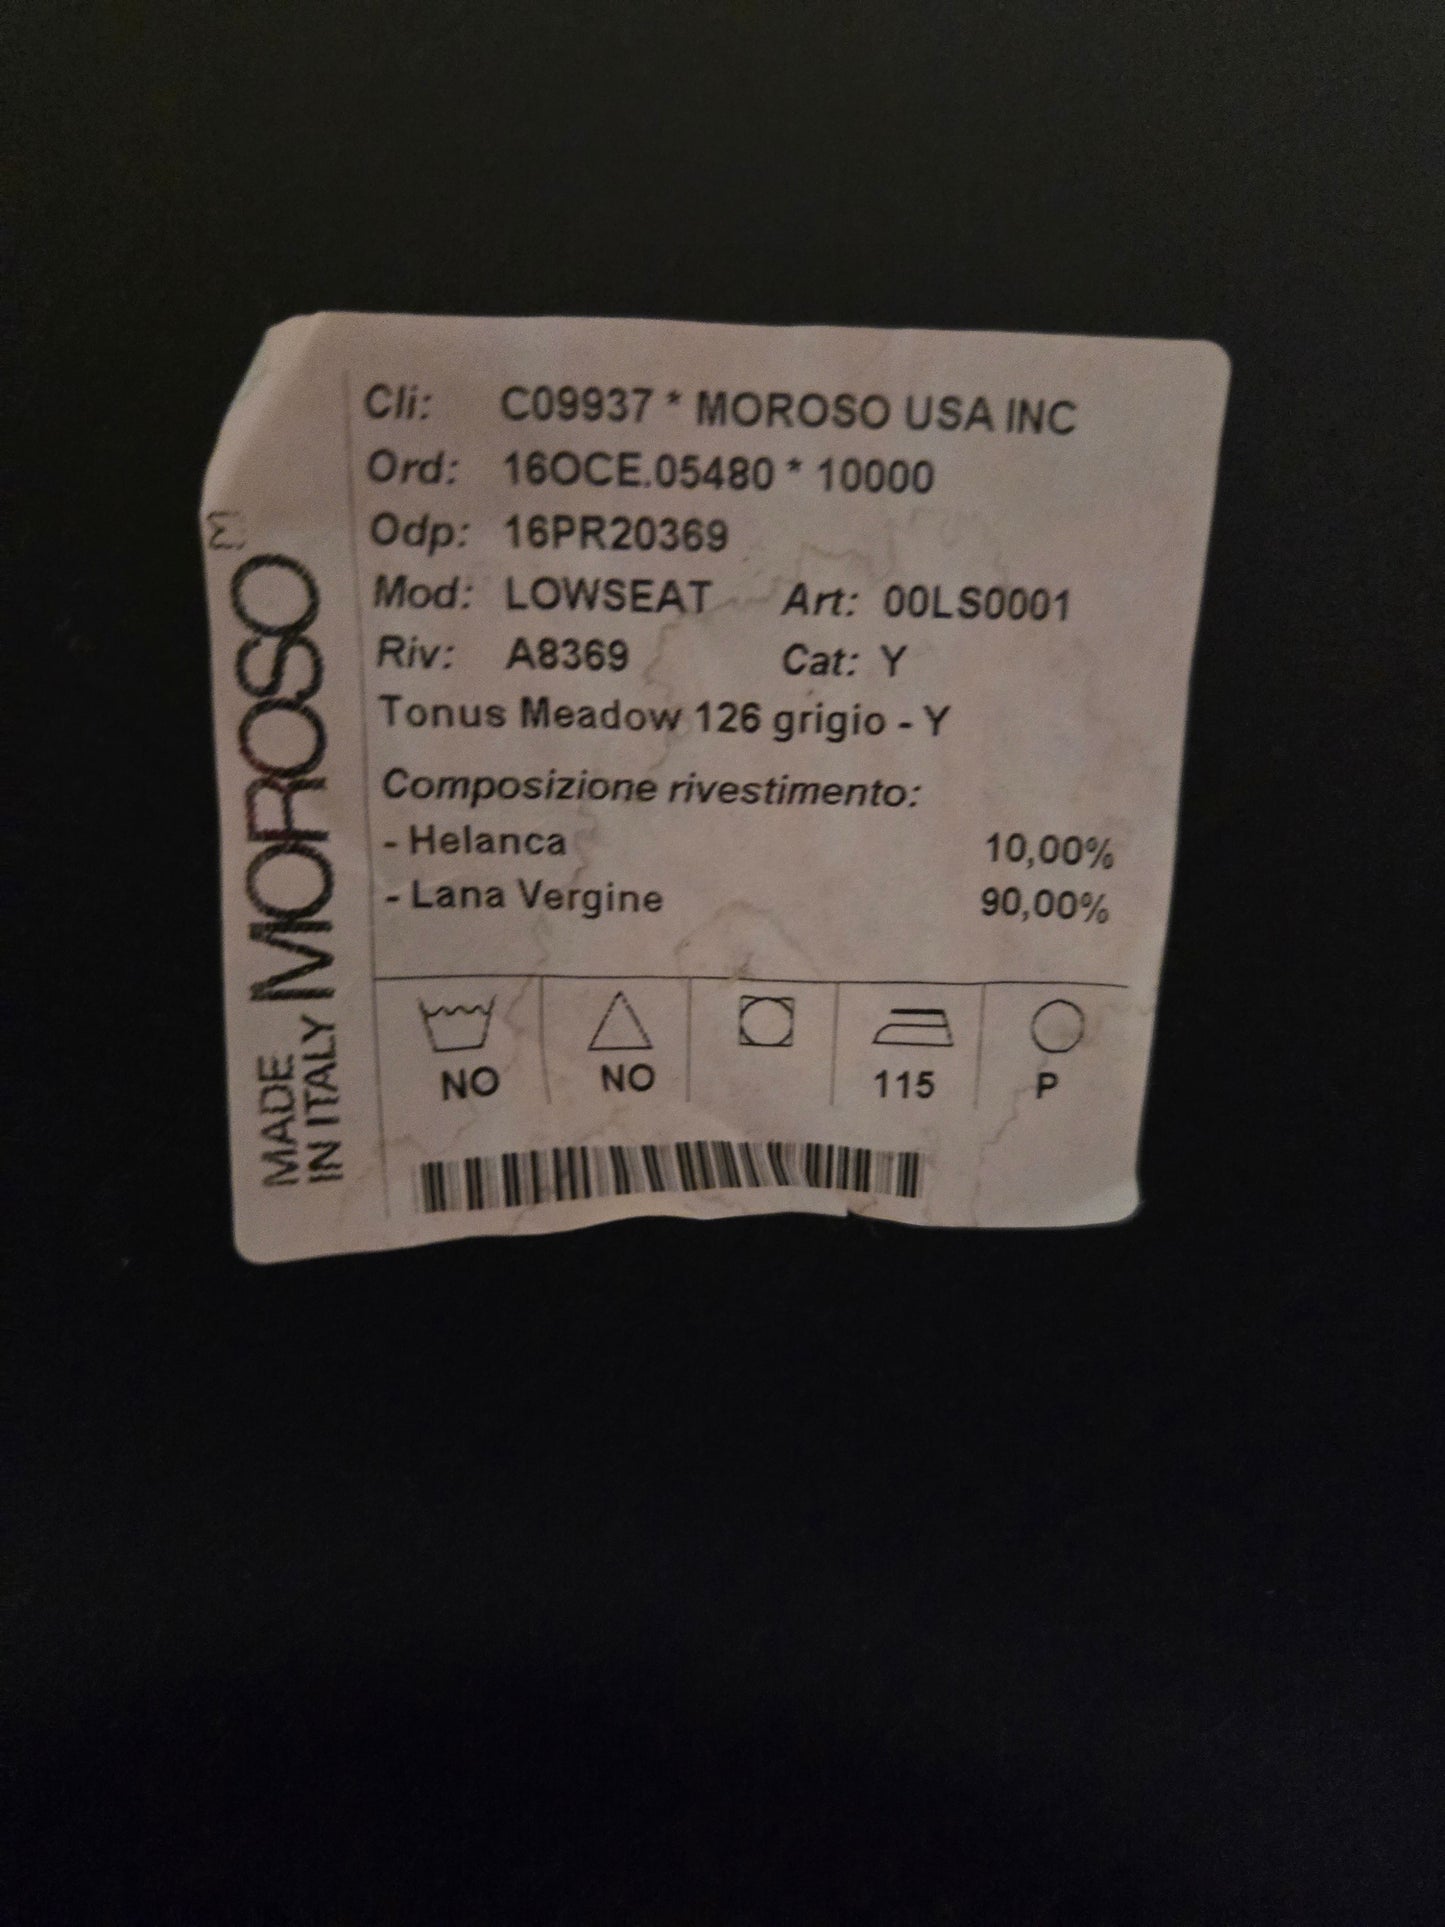 Cli: C09937 * MOROSO USA INC
Ord: 16OCE.05480 * 10000
Odp: 16PR20369
Mod: LOWSEAT Art: 00LS0001
Riv: A8369 Cat: Y
Tonus Meadow 126 grigio - Y
Composizione rivestimento:
- Helanca 10,00%
- Lana Vergine 90,00%
NO NO 115 P
MOROSO
MADE
IN ITALY